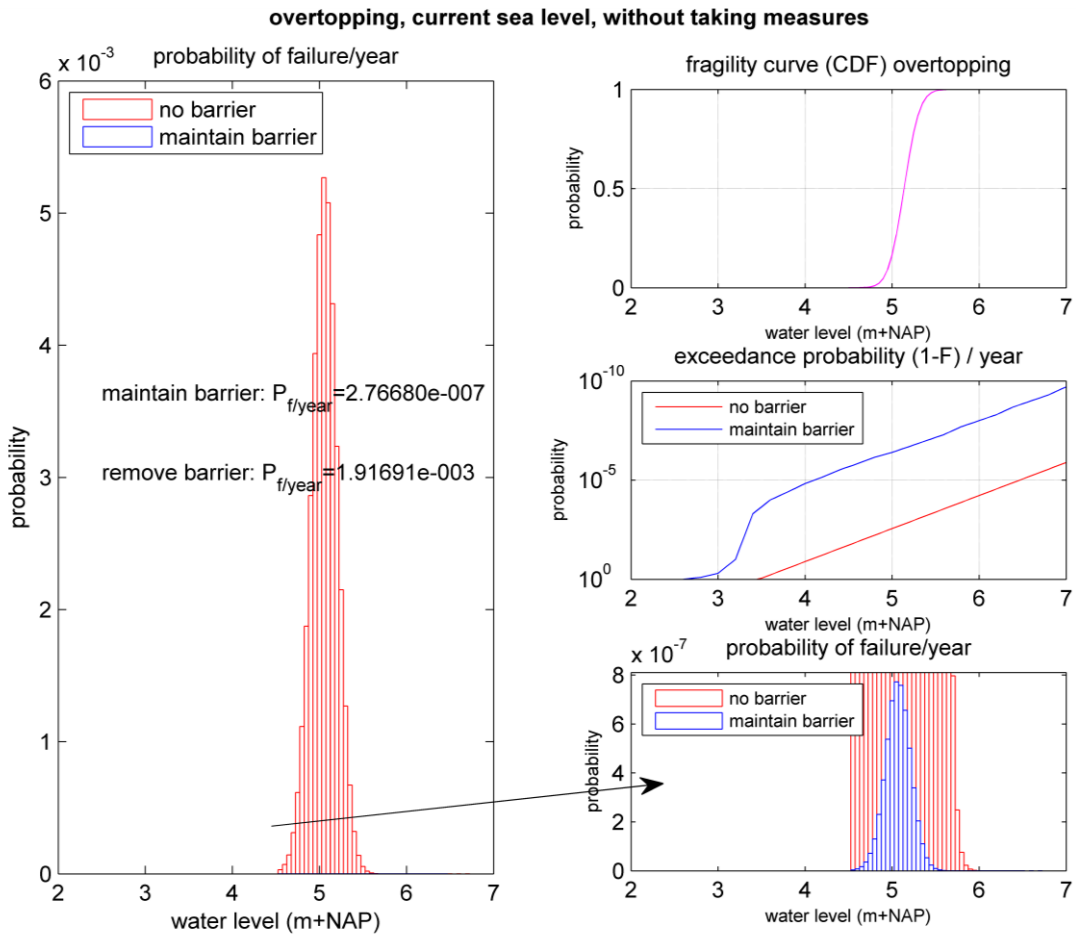 overtopping, current sea level, without taking measures
x 10^-3
probability of failure/year
6
5
4
3
2
1
0
probability
no barrier
maintain barrier
maintain barrier: P_f/year=2.76680e-007
remove barrier: P_f/year=1.91691e-003
2 3 4 5 6 7
water level (m+NAP)
fragility curve (CDF) overtopping
1
0.5
0
probability
2 3 4 5 6 7
water level (m+NAP)
exceedance probability (1-F) / year
10^-10
10^-5
10^0
probability
no barrier
maintain barrier
2 3 4 5 6 7
water level (m+NAP)
x 10^-7
probability of failure/year
8
6
4
2
0
probability
no barrier
maintain barrier
2 3 4 5 6 7
water level (m+NAP)